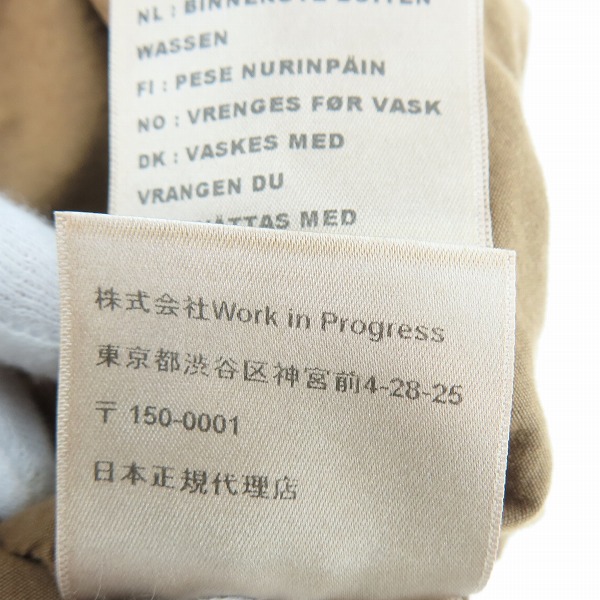 NL : BINNENSTE BUITEN
WASSEN
FI : PESE NURINPÄIN
NO : VRENGES FØR VASK
DK : VASKES MED
VRANGEN DU
MED
株式会社Work in Progress
東京都渋谷区神宮前4-28-25
〒 150-0001
日本正規代理店